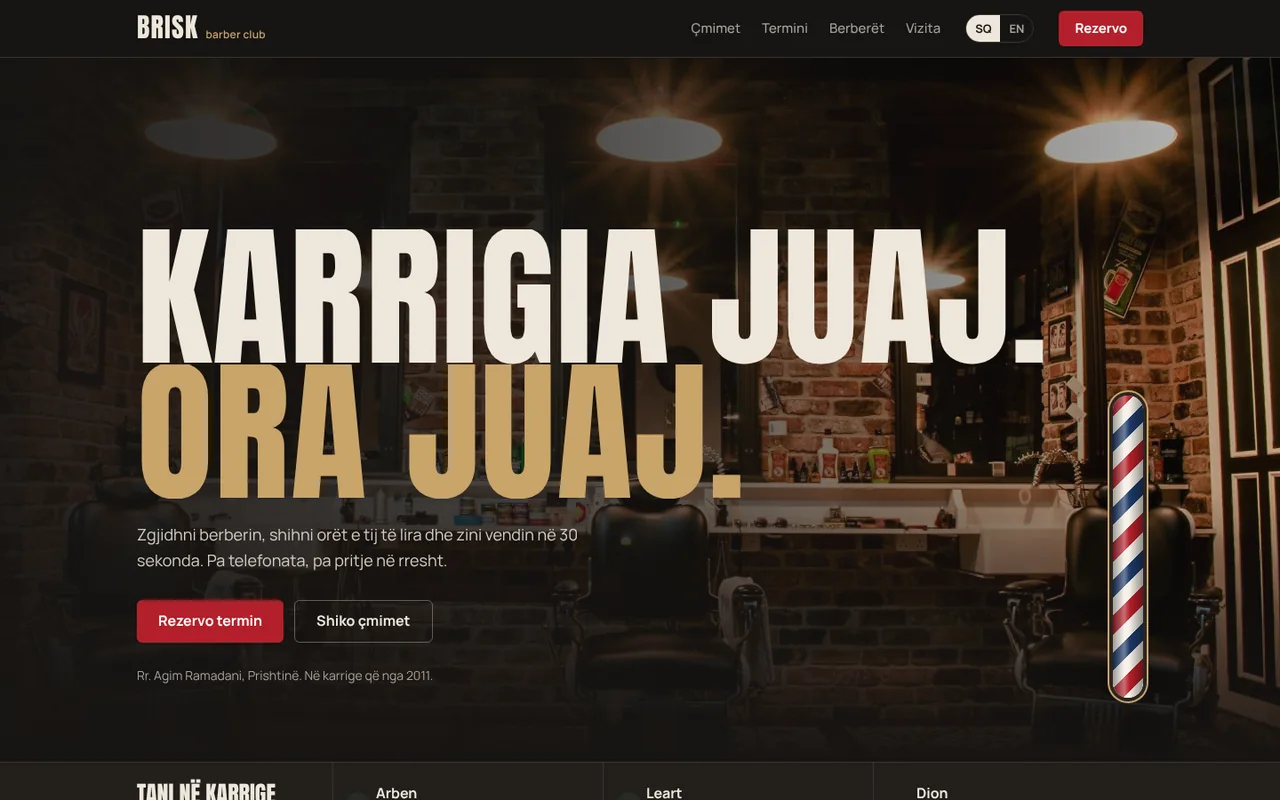 BRISK barber club
Çmimet Termini Berberët Vizita SQ EN Rezervo
KARRIGIA JUAJ.
ORA JUAJ.
Zgjidhni berberin, shihni orët e tij të lira dhe zini vendin në 30
sekonda. Pa telefonata, pa pritje në rresht.
Rezervo termin Shiko çmimet
Rr. Agim Ramadani, Prishtinë. Në karrige që nga 2011.
TANI NË KARRIGE Arben Leart Dion